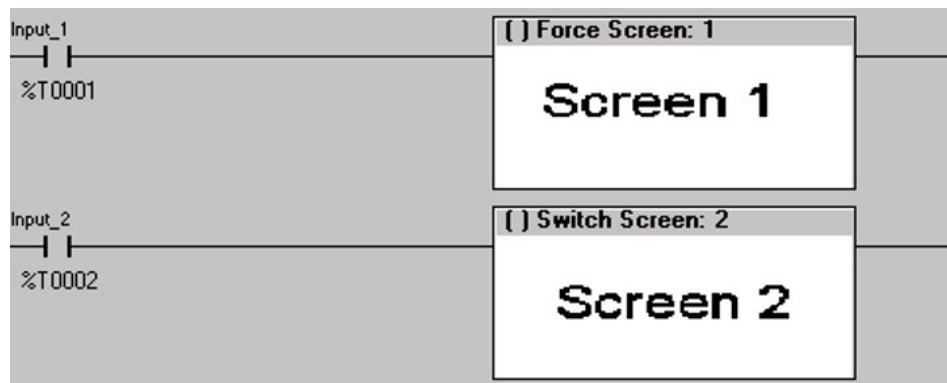 Input_1
( ) Force Screen: 1
%T0001
Screen 1
Input_2
( ) Switch Screen: 2
%T0002
Screen 2